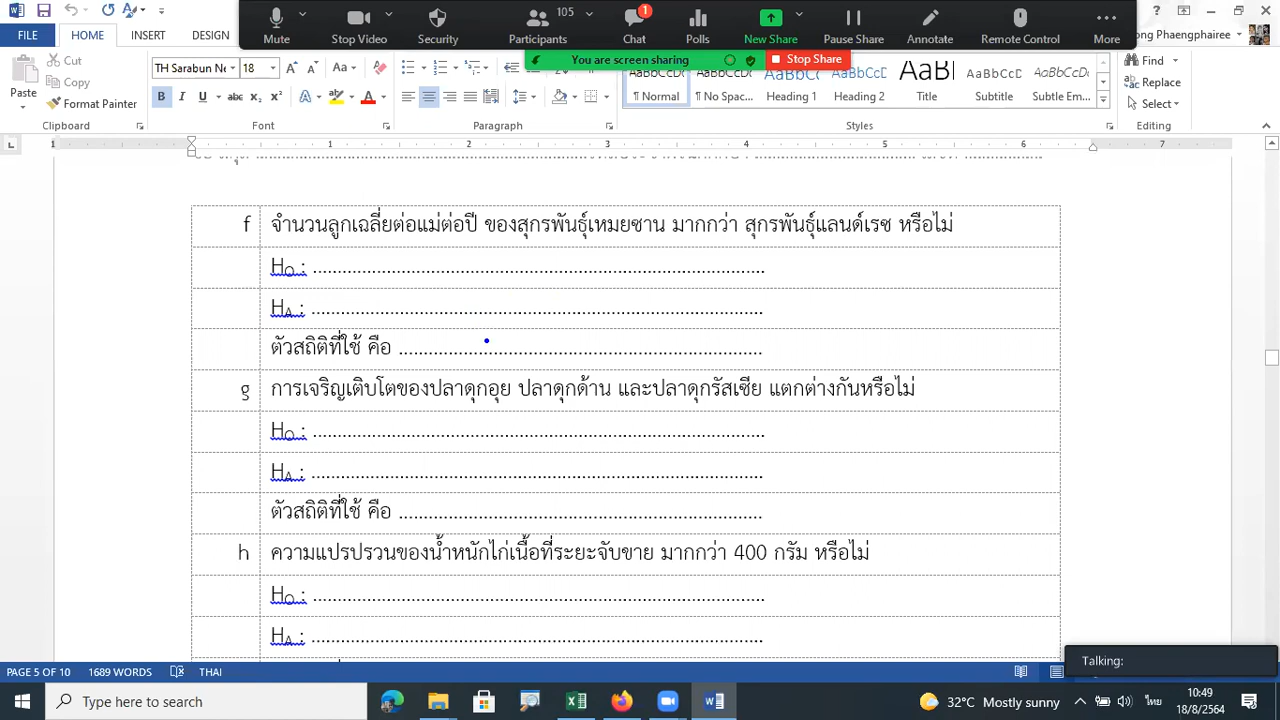 105
1
Mute
Stop Video
Security
Participants
Chat
Polls
New Share
Pause Share
Annotate
Remote Control
More
You are screen sharing
Stop Share
FILE
HOME
INSERT
DESIGN
ong Phaengphairee
Cut
Copy
Paste
Format Painter
Clipboard
TH Sarabun N
18
Font
Paragraph
AaBbCcDc
¶ Normal
AaBbCcDc
¶ No Spac...
AaBbCc
Heading 1
AaBbCcC
Heading 2
AaBl
Title
AaBbCcC
Subtitle
AaBbCcDc
Subtle Em...
Styles
Find
Replace
Select
Editing
1 1 2 3 4 5 6 7
f จำนวนลูกเฉลี่ยต่อแม่ต่อปี ของสุกรพันธุ์เหมยซาน มากกว่า สุกรพันธุ์แลนด์เรซ หรือไม่
HO : ..........................................................................................
HA : ..........................................................................................
ตัวสถิติที่ใช้ คือ ........................................................................
g การเจริญเติบโตของปลาดุกอุย ปลาดุกด้าน และปลาดุกรัสเซีย แตกต่างกันหรือไม่
HO : ..........................................................................................
HA : ..........................................................................................
ตัวสถิติที่ใช้ คือ ........................................................................
h ความแปรปรวนของน้ำหนักไก่เนื้อที่ระยะจับขาย มากกว่า 400 กรัม หรือไม่
HO : ..........................................................................................
HA : ..........................................................................................
Talking:
PAGE 5 OF 10
1689 WORDS
THAI
Type here to search
32°C Mostly sunny
ไทย
10:49
18/8/2564